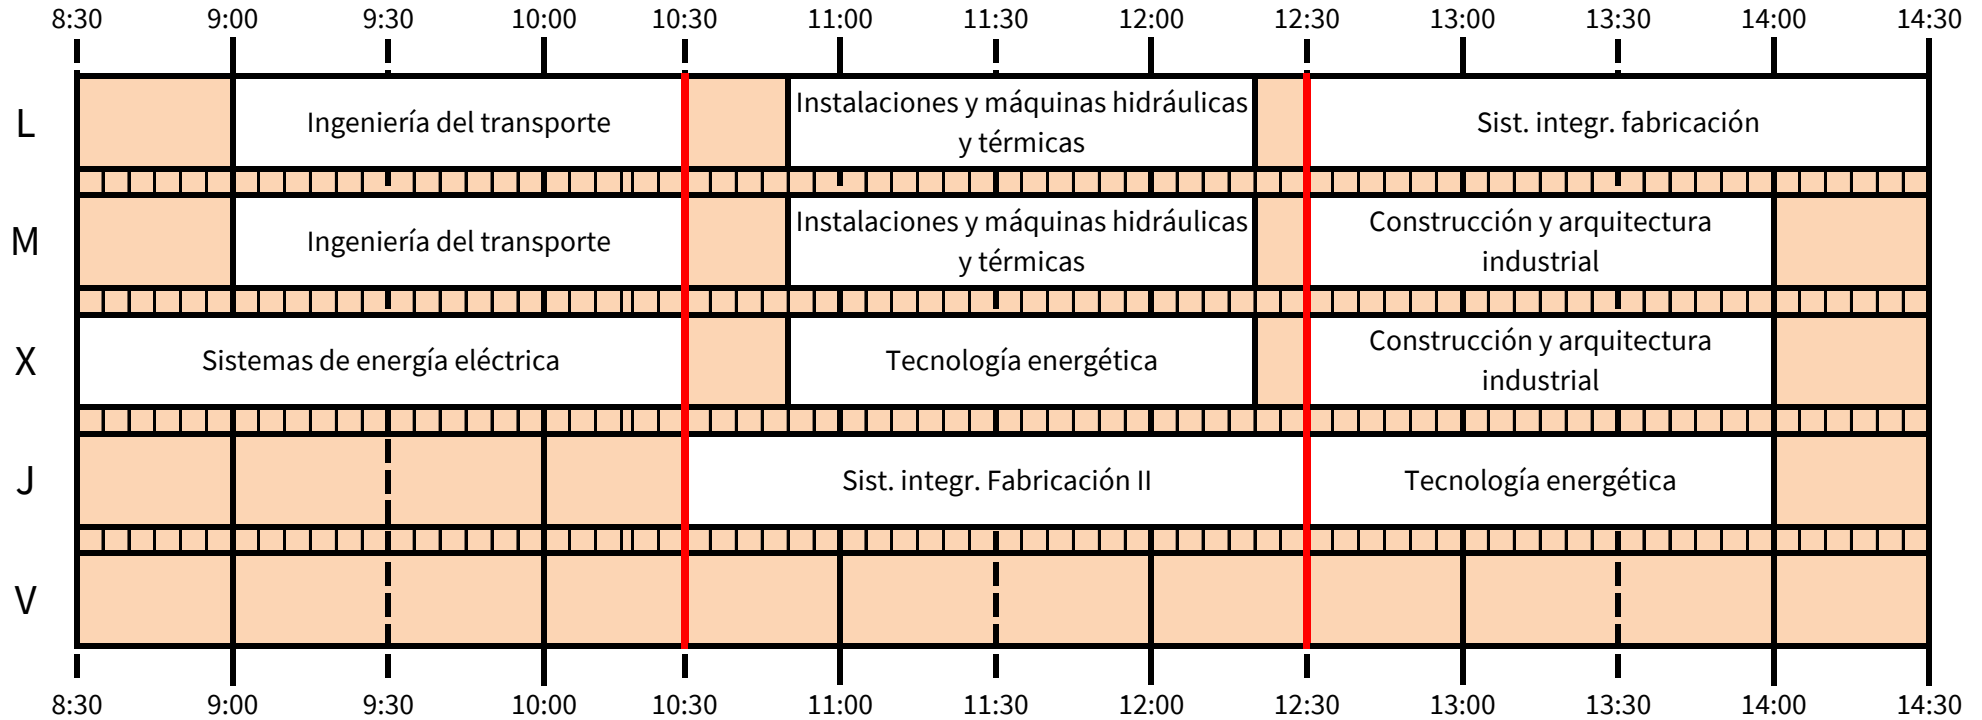 8:30 9:00 9:30 10:00 10:30 11:00 11:30 12:00 12:30 13:00 13:30 14:00 14:30
L
Ingeniería del transporte
Instalaciones y máquinas hidráulicas
y térmicas
Sist. integr. fabricación
M
Ingeniería del transporte
Instalaciones y máquinas hidráulicas
y térmicas
Construcción y arquitectura
industrial
X
Sistemas de energía eléctrica
Tecnología energética
Construcción y arquitectura
industrial
J
Sist. integr. Fabricación II
Tecnología energética
V
8:30 9:00 9:30 10:00 10:30 11:00 11:30 12:00 12:30 13:00 13:30 14:00 14:30